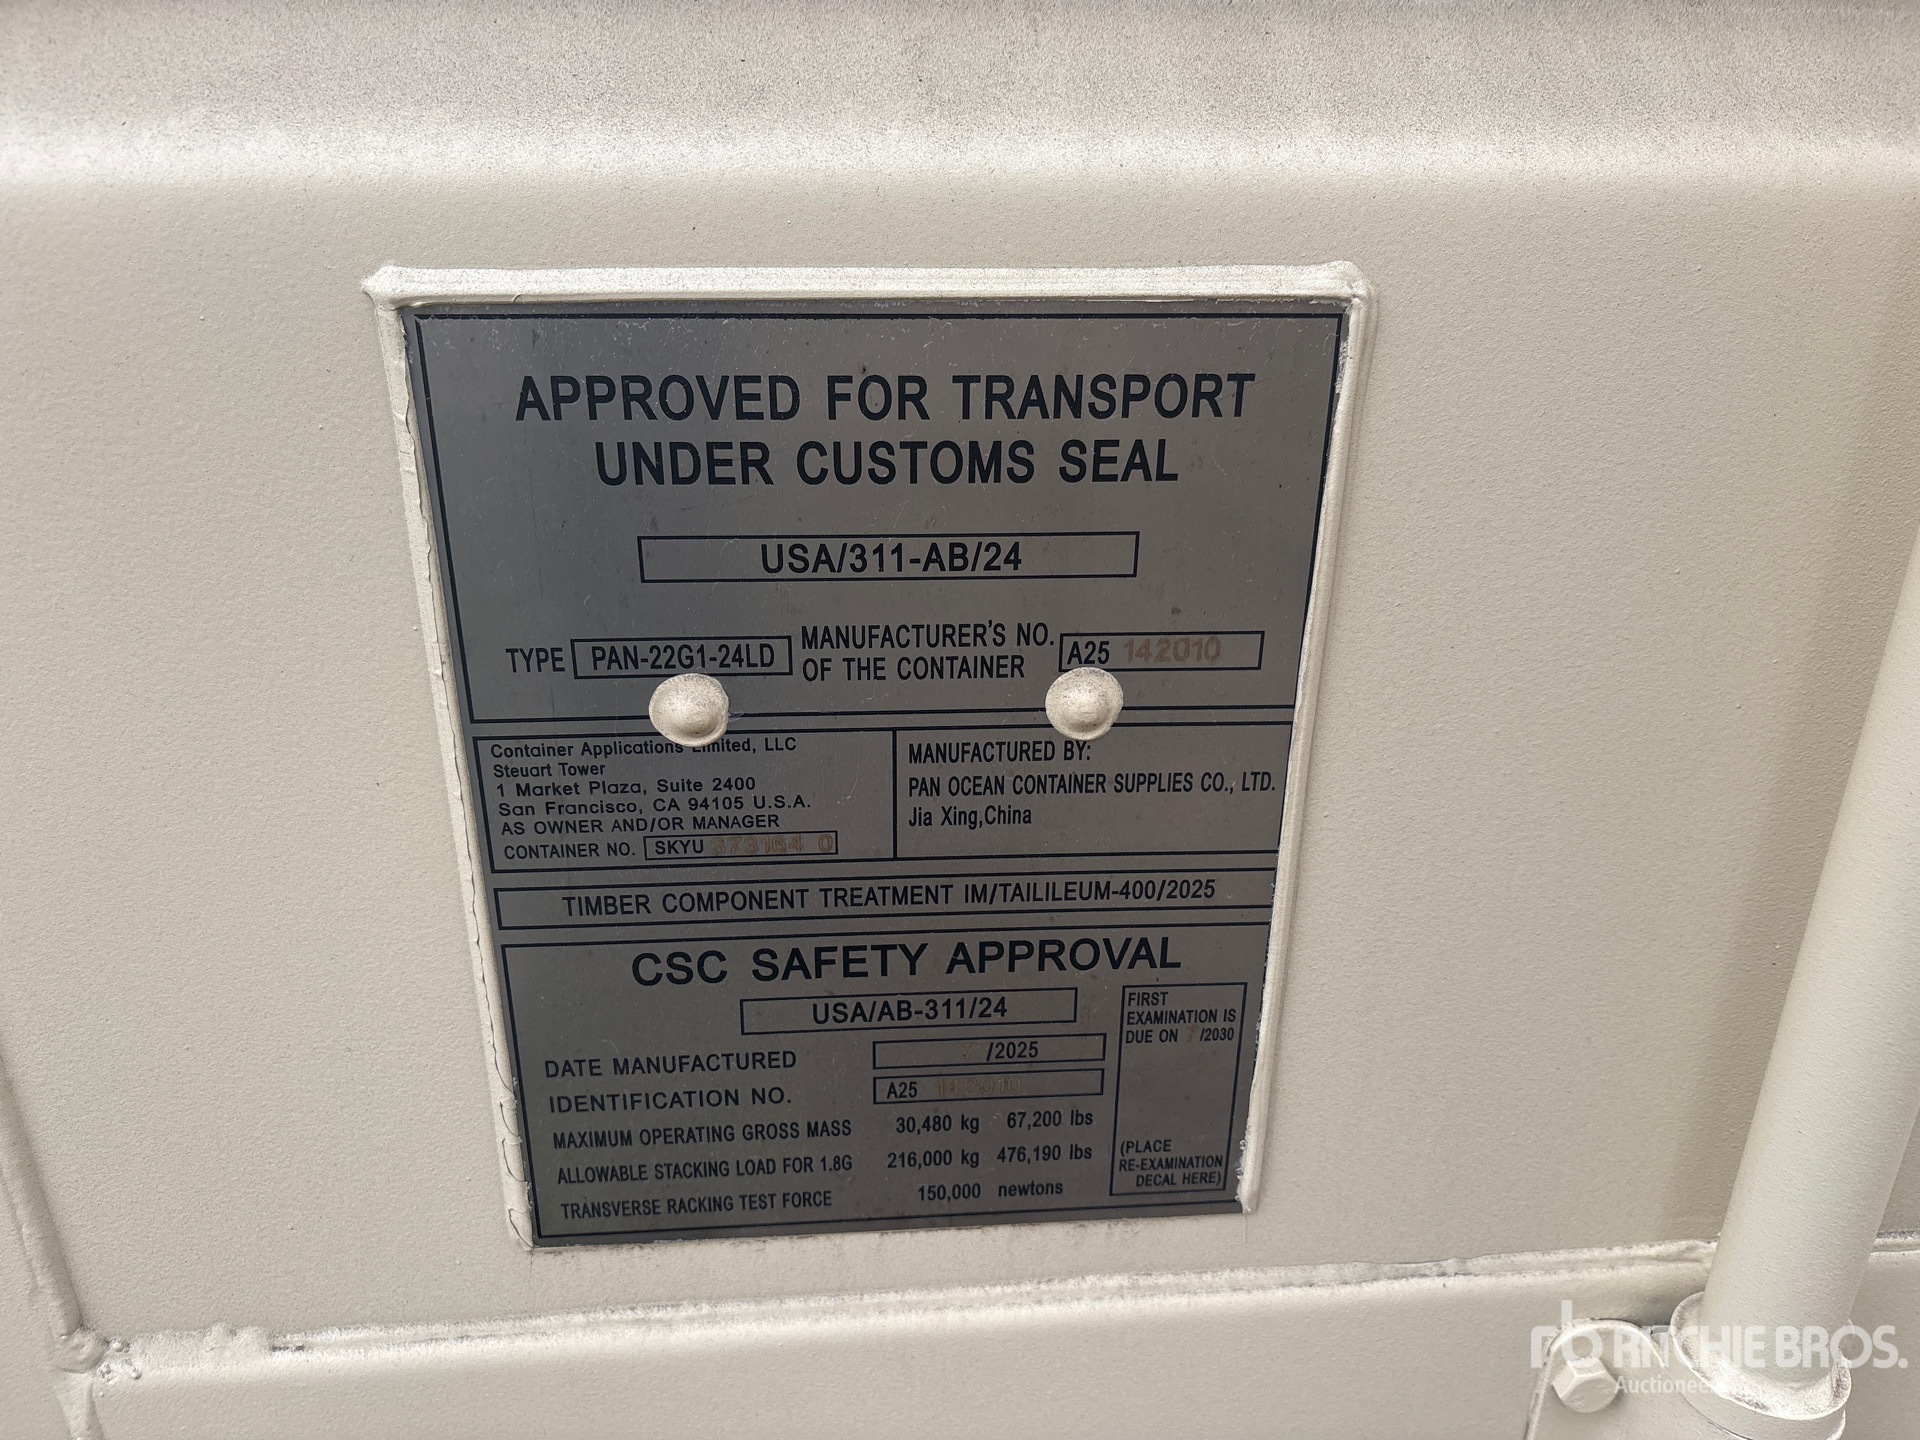 APPROVED FOR TRANSPORT
UNDER CUSTOMS SEAL
USA/311-AB/24
TYPE PAN-22G1-24LD MANUFACTURER'S NO. OF THE CONTAINER A25 142010
Container Applications Limited, LLC
Steuart Tower
1 Market Plaza, Suite 2400
San Francisco, CA 94105 U.S.A.
AS OWNER AND/OR MANAGER
CONTAINER NO. SKYU 373164 0
MANUFACTURED BY:
PAN OCEAN CONTAINER SUPPLIES CO., LTD.
Jia Xing,China
TIMBER COMPONENT TREATMENT IM/TAILILEUM-400/2025
CSC SAFETY APPROVAL
USA/AB-311/24
DATE MANUFACTURED /2025
IDENTIFICATION NO. A25 142010
MAXIMUM OPERATING GROSS MASS 30,480 kg 67,200 lbs
ALLOWABLE STACKING LOAD FOR 1.8G 216,000 kg 476,190 lbs
TRANSVERSE RACKING TEST FORCE 150,000 newtons
FIRST
EXAMINATION IS
DUE ON /2030
(PLACE
RE-EXAMINATION
DECAL HERE)
rb RITCHIE BROS.
Auctioneers